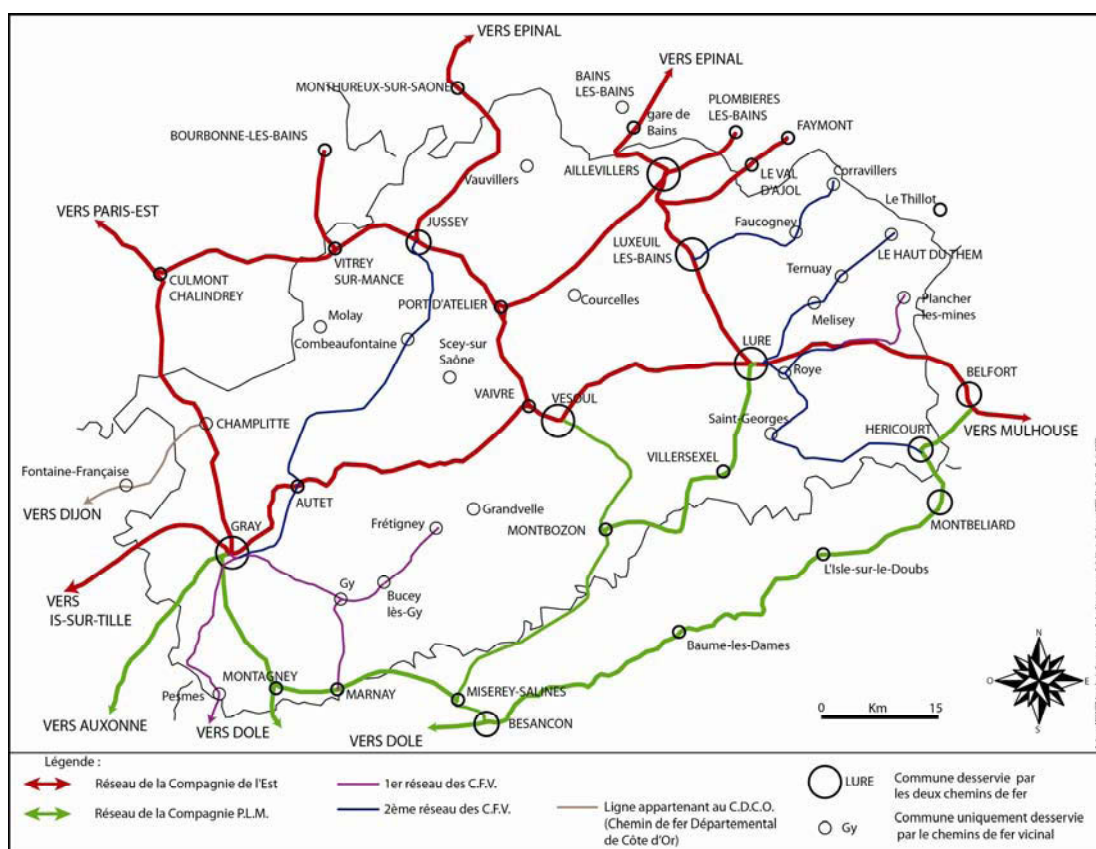 VERS EPINAL
VERS EPINAL
MONTHUREUX-SUR-SAÔNE
BAINS
LES-BAINS
gare de
Bains
PLOMBIERES
LES-BAINS
FAYMONT
BOURBONNE-LES-BAINS
AILLEVILLERS
LE VAL
D'AJOL
Corravillers
Vauvillers
Le Thillot
VERS PARIS-EST
JUSSEY
Faucogney
LUXEUIL
LES-BAINS
LE HAUT DU THEM
CULMONT
CHALINDREY
VITREY
SUR-MANCE
Ternuay
PORT D'ATELIER
Courcelles
Plancher
les-mines
Molay
Melisey
Combeaufontaine
Scey-sur
Saône
LURE
Roye
BELFORT
VAIVRE
VESOUL
CHAMPLITTE
Saint-Georges
VERS MULHOUSE
HERICOURT
Fontaine-Française
VILLERSEXEL
VERS DIJON
AUTET
Grandvelle
MONTBELIARD
GRAY
Frétigney
MONTBOZON
L'Isle-sur-le-Doubs
VERS
IS-SUR-TILLE
Gy
Bucey
lès-Gy
Baume-les-Dames
MONTAGNEY
Pesmes
MARNAY
MISEREY-SALINES
VERS AUXONNE
BESANCON
VERS DOLE
VERS DOLE
N
O
E
S
0 Km 15
Légende :
Réseau de la Compagnie de l'Est
Réseau de la Compagnie P.L.M.
1er réseau des C.F.V.
2ème réseau des C.F.V.
Ligne appartenant au C.D.C.O.
(Chemin de fer Départemental
de Côte d'Or)
LURE
Commune desservie par
les deux chemins de fer
Gy
Commune uniquement desservie
par le chemins de fer vicinal